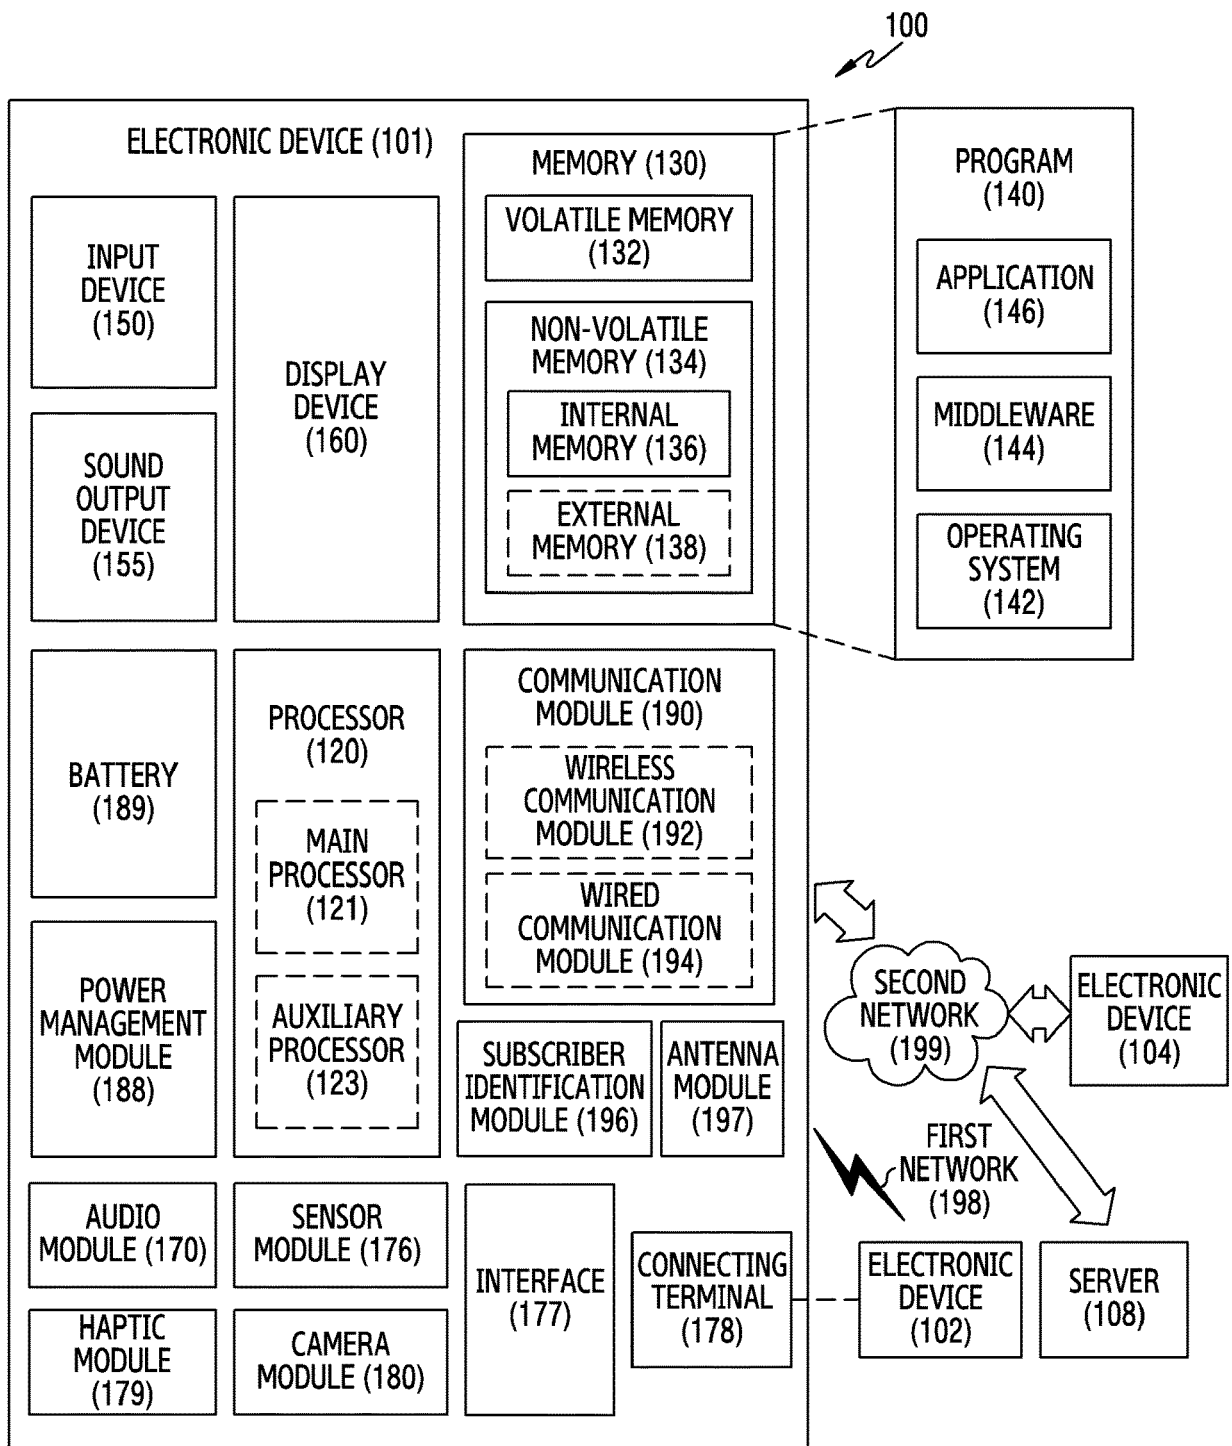 100
ELECTRONIC DEVICE (101)
INPUT
DEVICE
(150)
SOUND
OUTPUT
DEVICE
(155)
DISPLAY
DEVICE
(160)
MEMORY (130)
VOLATILE MEMORY
(132)
NON-VOLATILE
MEMORY (134)
INTERNAL
MEMORY (136)
EXTERNAL
MEMORY (138)
PROGRAM
(140)
APPLICATION
(146)
MIDDLEWARE
(144)
OPERATING
SYSTEM
(142)
BATTERY
(189)
POWER
MANAGEMENT
MODULE
(188)
PROCESSOR
(120)
MAIN
PROCESSOR
(121)
AUXILIARY
PROCESSOR
(123)
COMMUNICATION
MODULE (190)
WIRELESS
COMMUNICATION
MODULE (192)
WIRED
COMMUNICATION
MODULE (194)
SUBSCRIBER
IDENTIFICATION
MODULE (196)
ANTENNA
MODULE
(197)
SECOND
NETWORK
(199)
ELECTRONIC
DEVICE
(104)
FIRST
NETWORK
(198)
AUDIO
MODULE (170)
SENSOR
MODULE (176)
HAPTIC
MODULE
(179)
CAMERA
MODULE (180)
INTERFACE
(177)
CONNECTING
TERMINAL
(178)
ELECTRONIC
DEVICE
(102)
SERVER
(108)